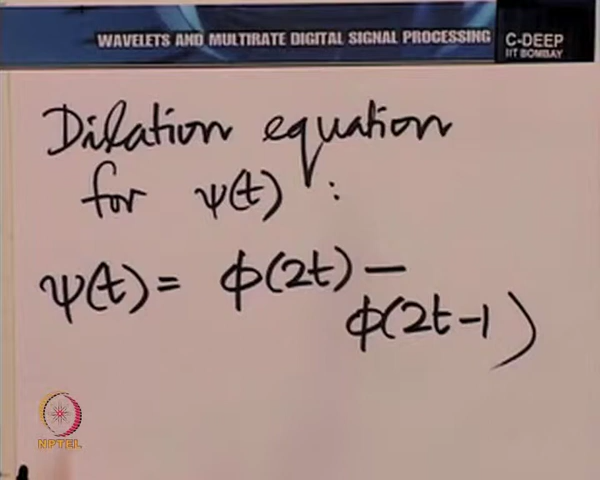 WAVELETS AND MULTIRATE DIGITAL SIGNAL PROCESSING
C-DEEP
IIT BOMBAY
Dilation equation
for ψ(t) :
ψ(t) = φ(2t) –
φ(2t-1)
NPTEL